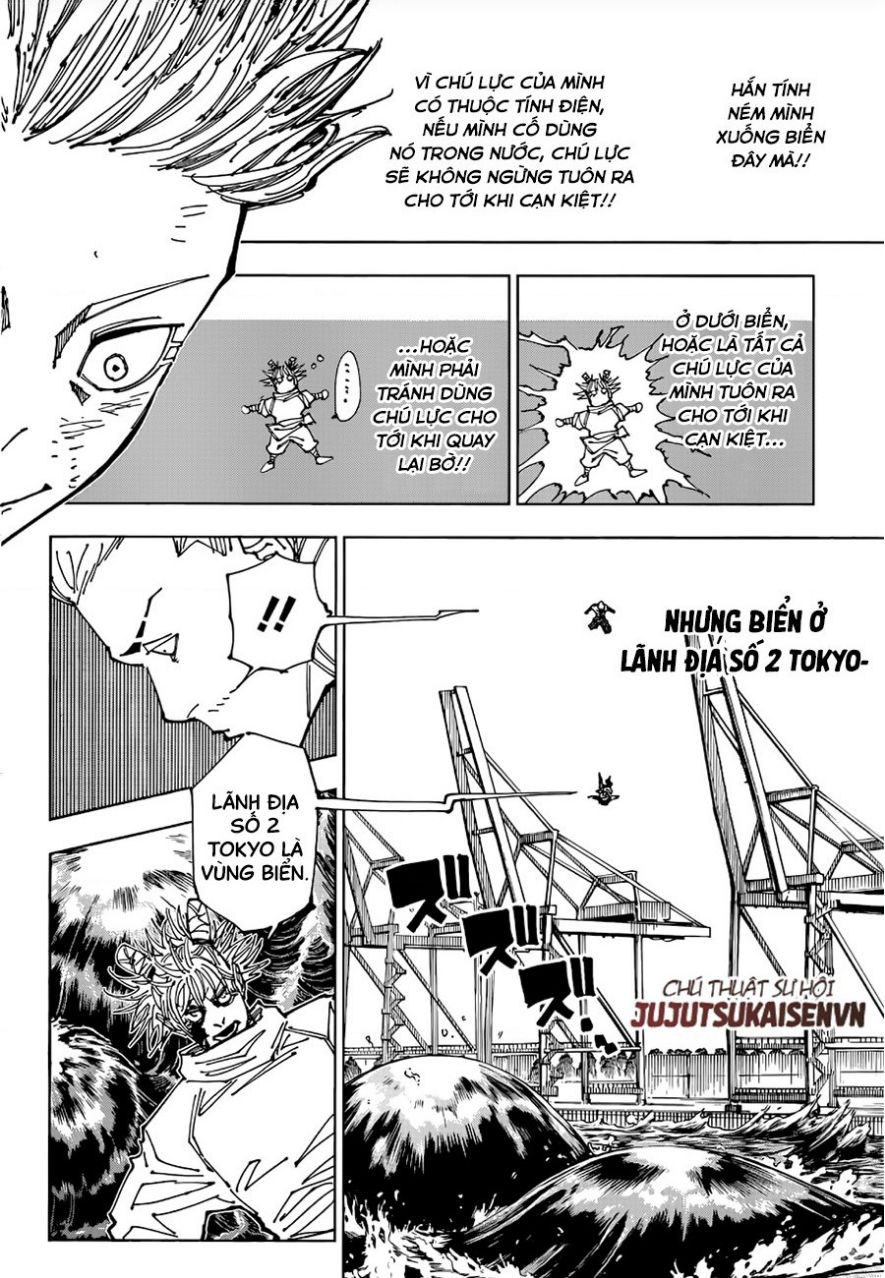 HẮN TÍNH
NÉM MÌNH
XUỐNG BIỂN
ĐÂY MÀ!!
VÌ CHÚ LỰC CỦA MÌNH
CÓ THUỘC TÍNH ĐIỆN,
NẾU MÌNH CỐ DÙNG
NÓ TRONG NƯỚC, CHÚ LỰC
SẼ KHÔNG NGỪNG TUÔN RA
CHO TỚI KHI CẠN KIỆT!!
Ở DƯỚI BIỂN,
HOẶC LÀ TẤT CẢ
CHÚ LỰC CỦA
MÌNH TUÔN RA
CHO TỚI KHI
CẠN KIỆT...
...HOẶC
MÌNH PHẢI
TRÁNH DÙNG
CHÚ LỰC CHO
TỚI KHI QUAY
LẠI BỜ!!
......
NHƯNG BIỂN Ở
LÃNH ĐỊA SỐ 2 TOKYO-
!!
LÃNH ĐỊA
SỐ 2
TOKYO LÀ
VÙNG BIỂN.
ズズズ…
CHÚ THUẬT SƯ HỒI
JUJUTSUKAISENVN